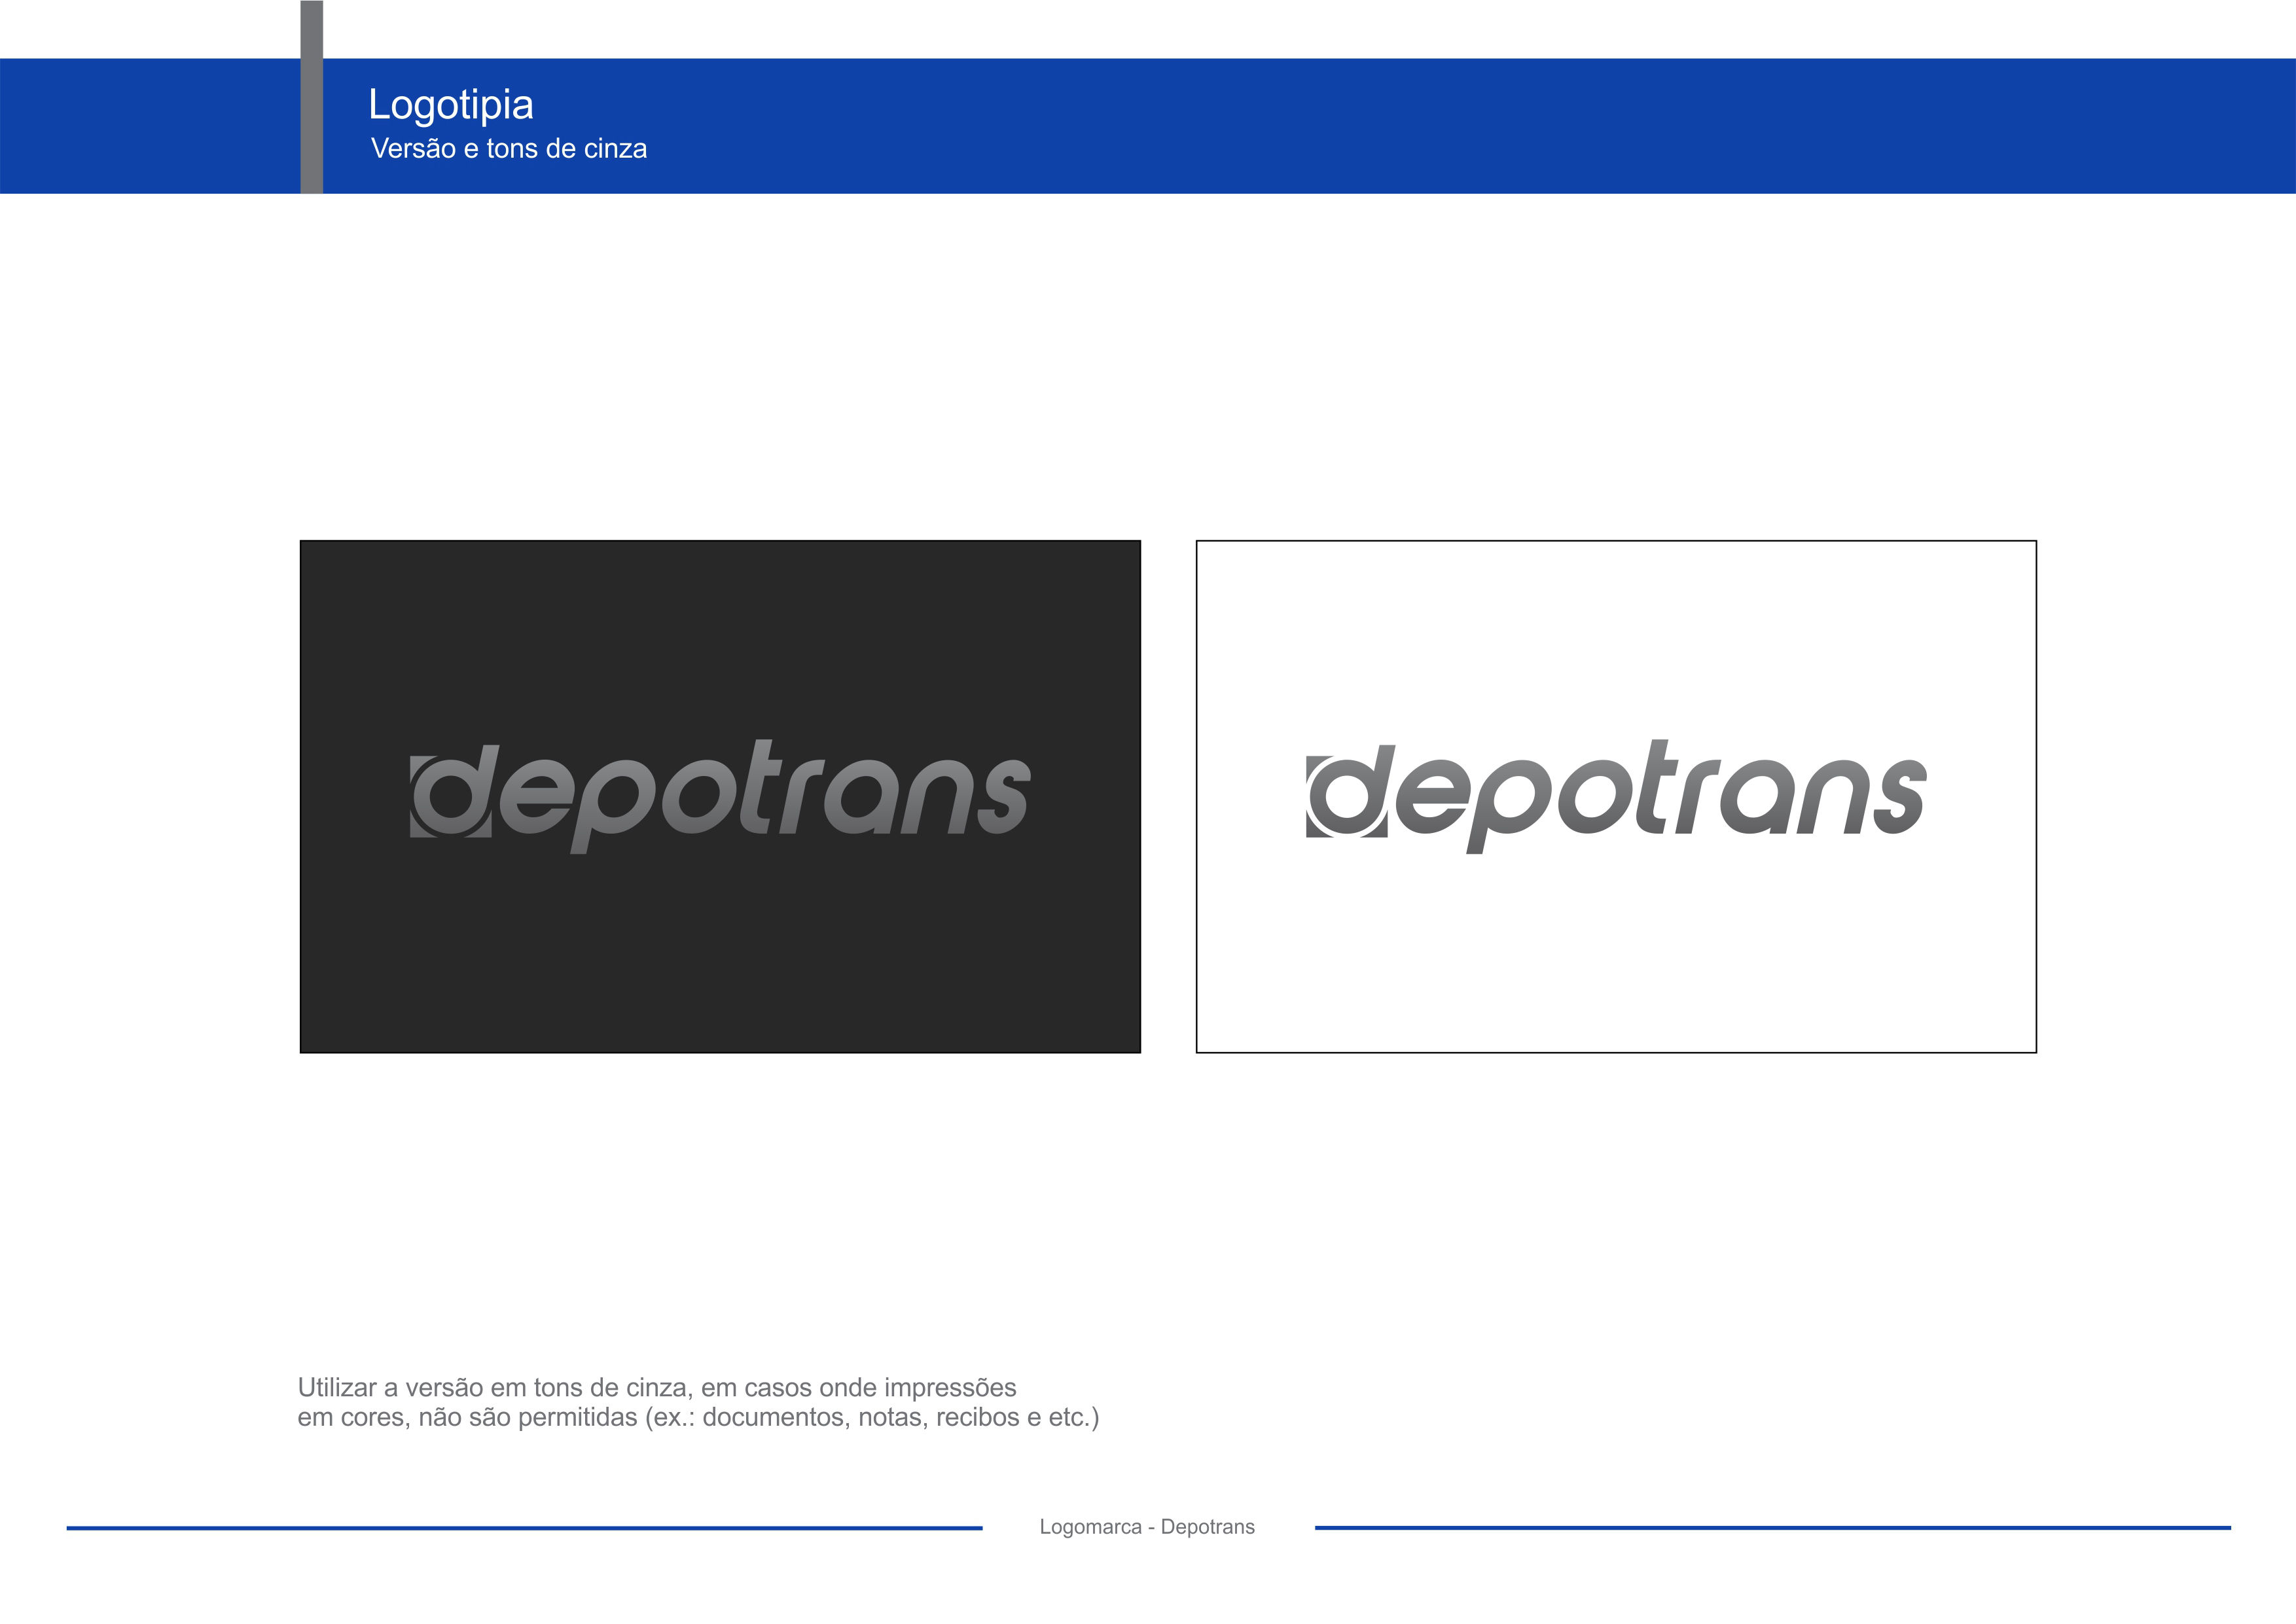 Logotipia
Versão e tons de cinza
depotrans
depotrans
Utilizar a versão em tons de cinza, em casos onde impressões
em cores, não são permitidas (ex.: documentos, notas, recibos e etc.)
Logomarca - Depotrans